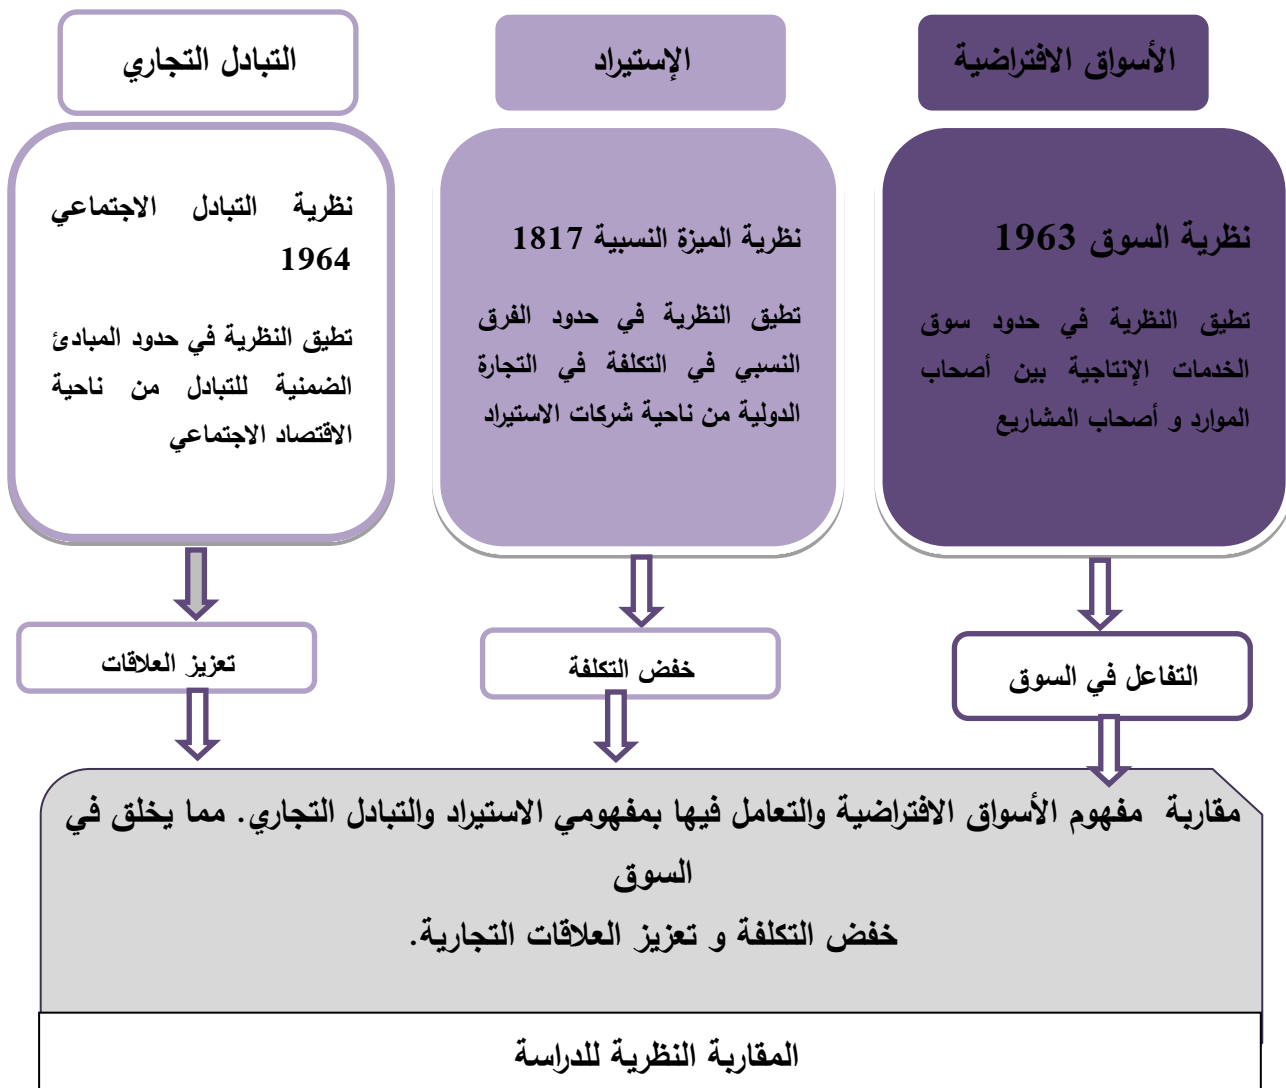 الأسواق الافتراضية
الإستيراد
التبادل التجاري
نظرية السوق 1963
تطيق النظرية في حدود سوق
الخدمات الإنتاجية بين أصحاب
الموارد و أصحاب المشاريع
نظرية الميزة النسبية 1817
تطيق النظرية في حدود الفرق
النسبي في التكلفة في التجارة
الدولية من ناحية شركات الاستيراد
نظرية التبادل الاجتماعي
1964
تطيق النظرية في حدود المبادئ
الضمنية للتبادل من ناحية
الاقتصاد الاجتماعي
التفاعل في السوق
خفض التكلفة
تعزيز العلاقات
مقاربة مفهوم الأسواق الافتراضية والتعامل فيها بمفهومي الاستيراد والتبادل التجاري. مما يخلق في
السوق
خفض التكلفة و تعزيز العلاقات التجارية.
المقاربة النظرية للدراسة